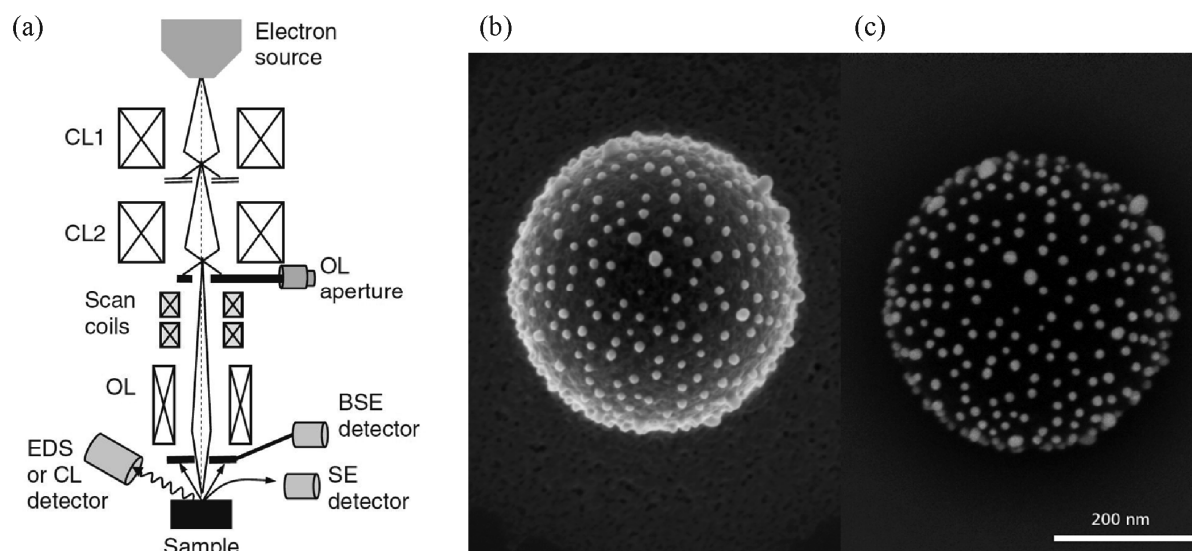 (a)
Electron
source
CL1
CL2
OL
aperture
Scan
coils
OL
BSE
detector
EDS
or CL
detector
SE
detector
Sample
(b)
(c)
200 nm